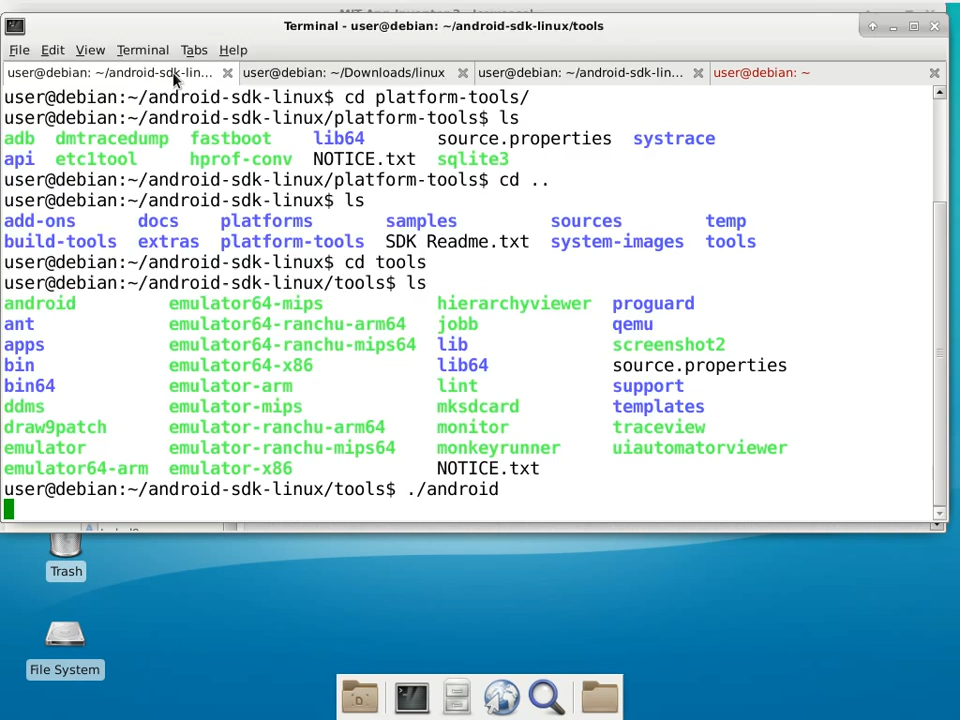 Terminal - user@debian: ~/android-sdk-linux/tools
File Edit View Terminal Tabs Help
user@debian: ~/android-sdk-lin... user@debian: ~/Downloads/linux user@debian: ~/android-sdk-lin... user@debian: ~
user@debian:~/android-sdk-linux$ cd platform-tools/
user@debian:~/android-sdk-linux/platform-tools$ ls
adb dmtracedump fastboot lib64 source.properties systrace
api etc1tool hprof-conv NOTICE.txt sqlite3
user@debian:~/android-sdk-linux/platform-tools$ cd ..
user@debian:~/android-sdk-linux$ ls
add-ons docs platforms samples sources temp
build-tools extras platform-tools SDK Readme.txt system-images tools
user@debian:~/android-sdk-linux$ cd tools
user@debian:~/android-sdk-linux/tools$ ls
android emulator64-mips hierarchyviewer proguard
ant emulator64-ranchu-arm64 jobb qemu
apps emulator64-ranchu-mips64 lib screenshot2
bin emulator64-x86 lib64 source.properties
bin64 emulator-arm lint support
ddms emulator-mips mksdcard templates
draw9patch emulator-ranchu-arm64 monitor traceview
emulator emulator-ranchu-mips64 monkeyrunner uiautomatorviewer
emulator64-arm emulator-x86 NOTICE.txt
user@debian:~/android-sdk-linux/tools$ ./android
Trash
File System